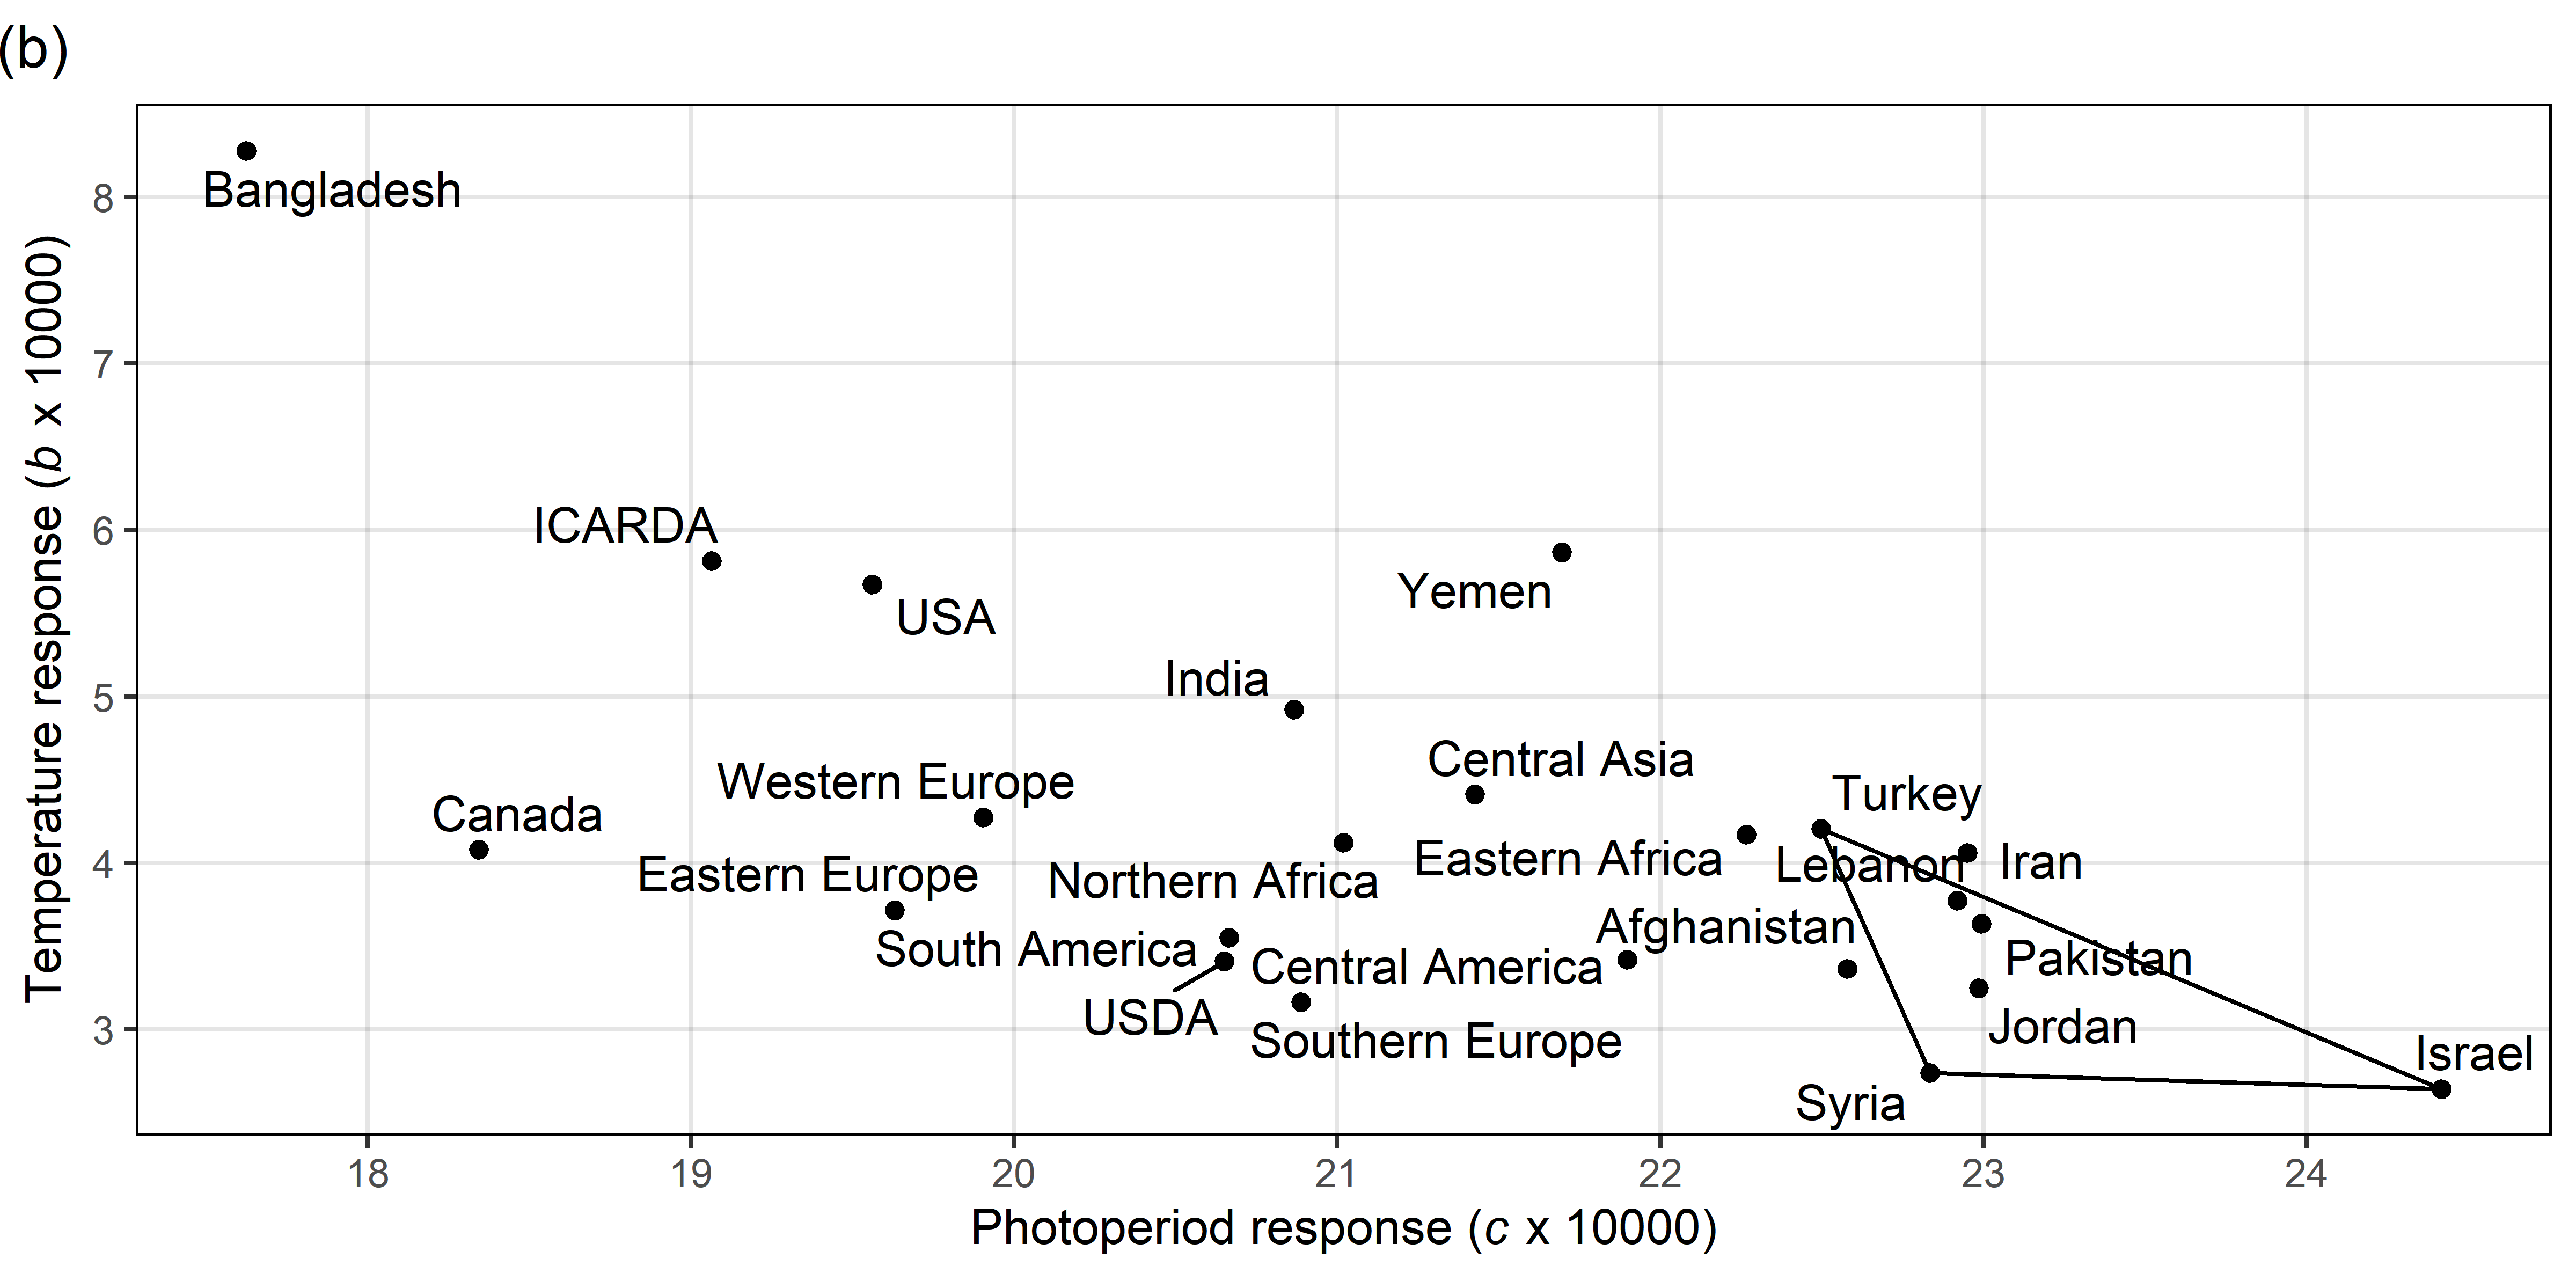 (b)
Temperature response (b x 10000)
8
7
6
5
4
3
Bangladesh
ICARDA
USA
Yemen
India
Central Asia
Western Europe
Turkey
Canada
Eastern Africa
Lebanon
Iran
Eastern Europe
Northern Africa
Afghanistan
South America
Pakistan
Central America
USDA
Jordan
Southern Europe
Israel
Syria
18
19
20
21
22
23
24
Photoperiod response (c x 10000)